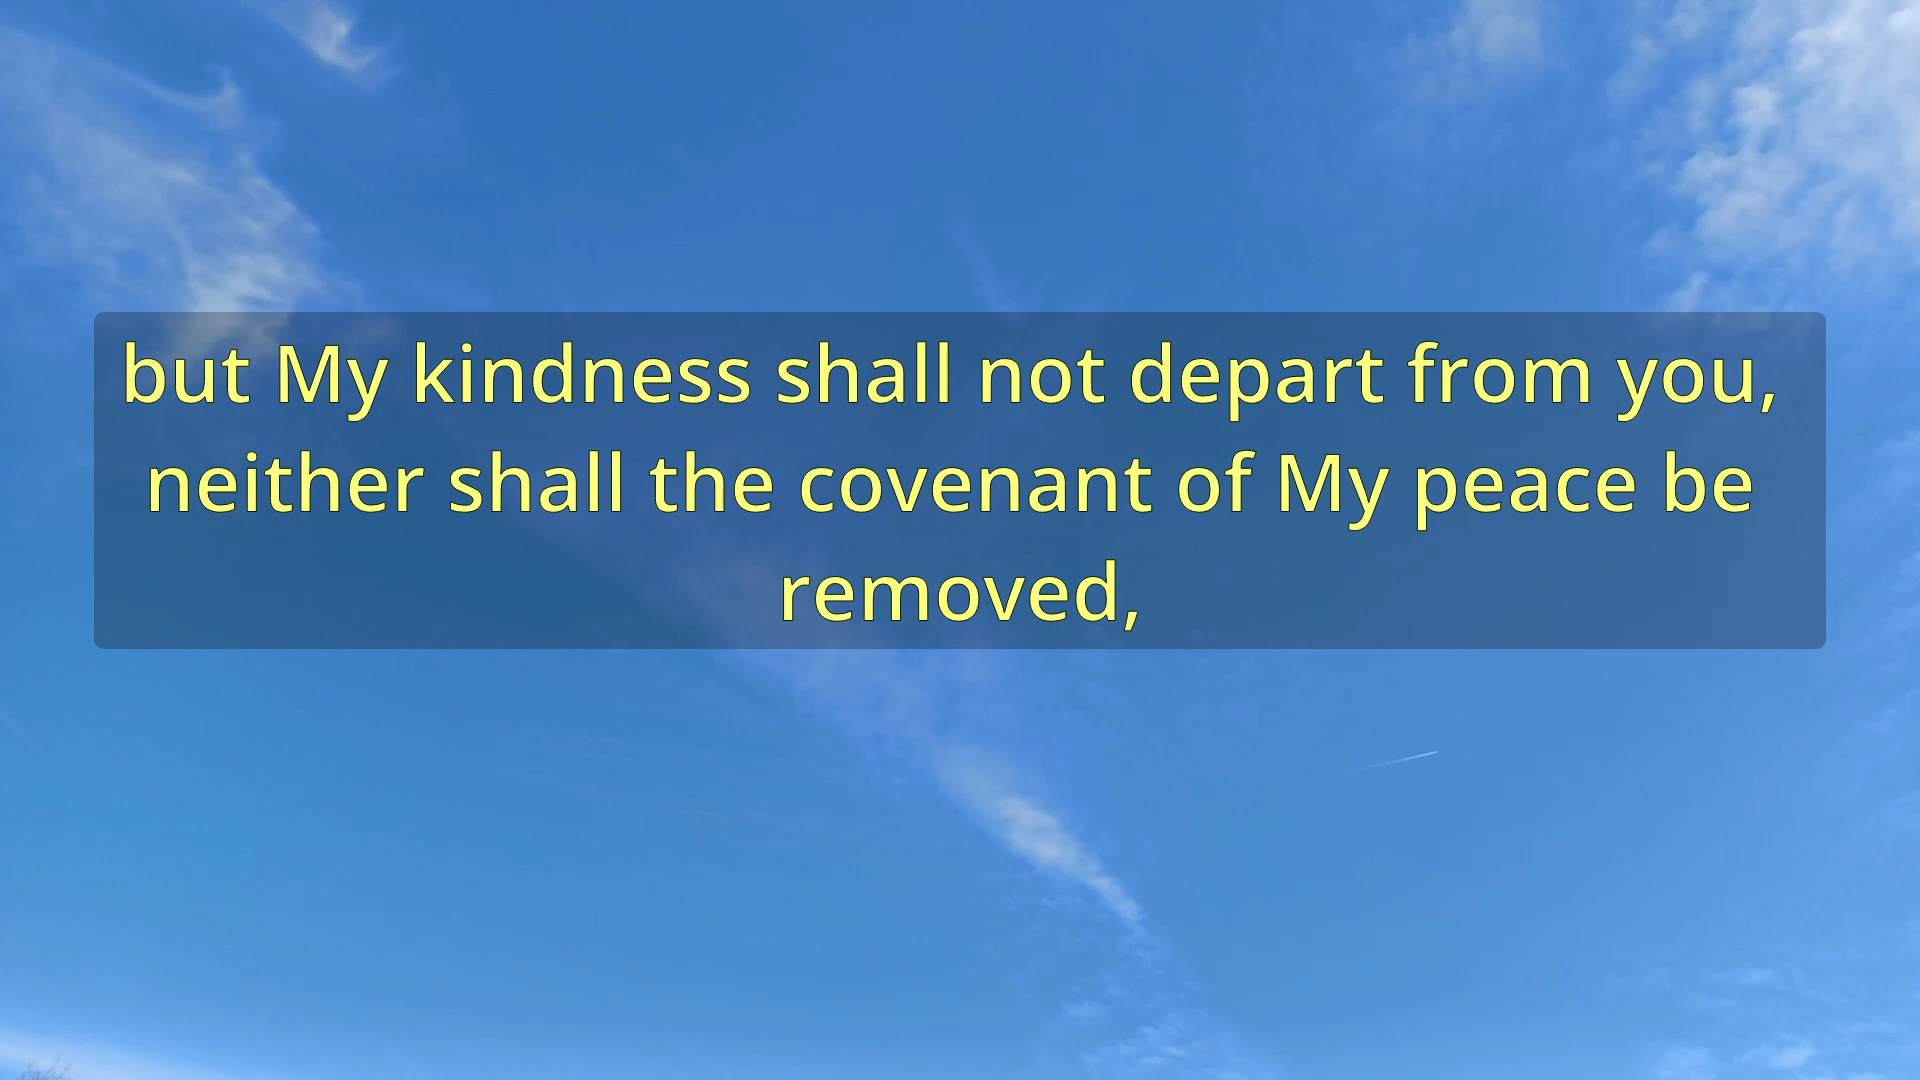 but My kindness shall not depart from you,
neither shall the covenant of My peace be
removed,